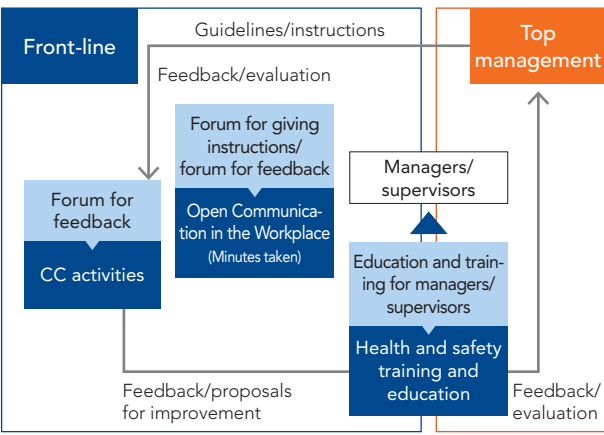 Front-line
Guidelines/instructions
Top
management
Feedback/evaluation
Forum for giving
instructions/
forum for feedback
Open Communica-
tion in the Workplace
(Minutes taken)
Managers/
supervisors
Forum for
feedback
CC activities
Education and train-
ing for managers/
supervisors
Health and safety
training and
education
Feedback/proposals
for improvement
Feedback/
evaluation